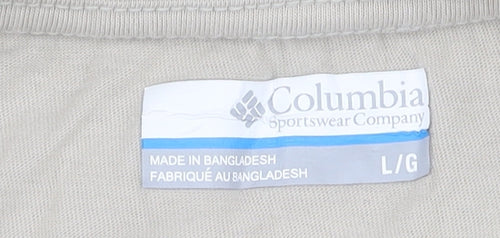 Columbia
Sportswear Company
MADE IN BANGLADESH
FABRIQUÉ AU BANGLADESH
L/G